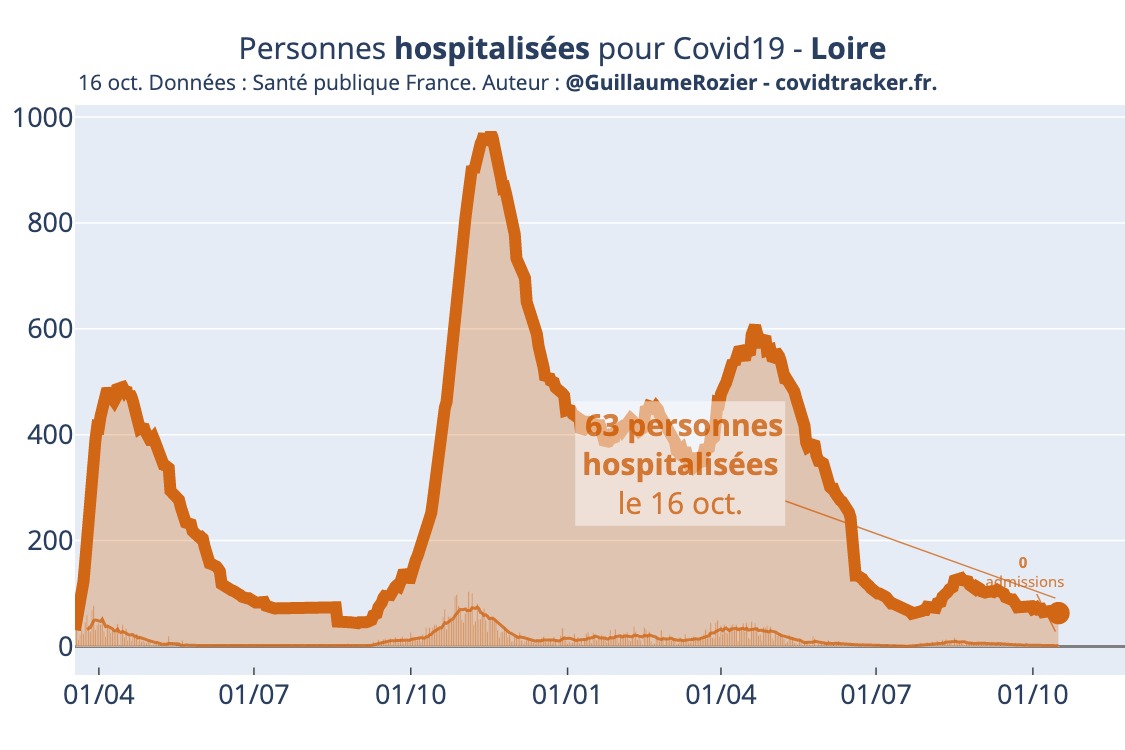 Personnes hospitalisées pour Covid19 - Loire
16 oct. Données : Santé publique France. Auteur : @GuillaumeRozier - covidtracker.fr.
1000
800
600
400
200
0
63 personnes
hospitalisées
le 16 oct.
0
admissions
01/04
01/07
01/10
01/01
01/04
01/07
01/10